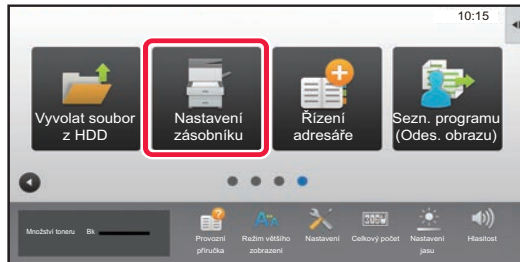 10:15
Vyvolat soubor
z HDD
Nastavení
zásobníku
Řízení
adresáře
Sezn. programu
(Odes. obrazu)
Množství toneru Bk
Provozní
příručka
Režim většího
zobrazení
Nastavení
Celkový počet
Nastavení
jasu
Hlasitost